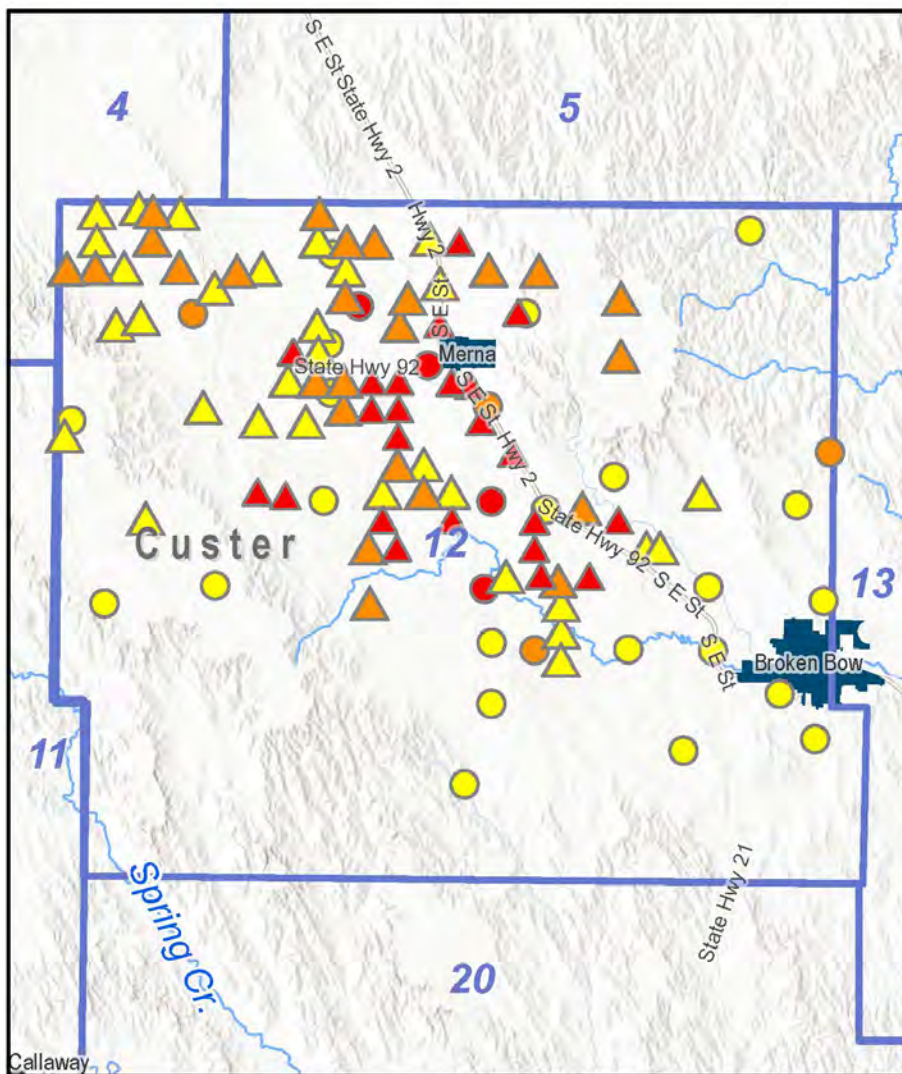 S E St State Hwy 2
4
5
Hwy 2
S E St
Merna
State Hwy 92
S E St
Hwy 2
Custer
12
State Hwy 92
S E St
S E St
13
Broken Bow
11
Spring Cr.
State Hwy 21
20
Callaway